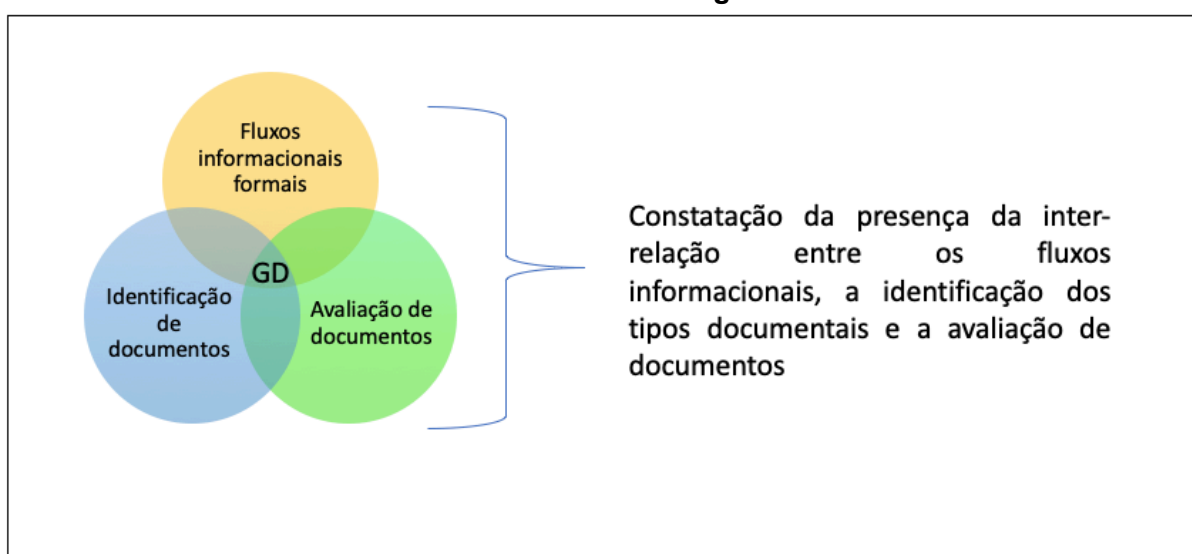 Fluxos
informacionais
formais
GD
Identificação
de
documentos
Avaliação de
documentos
Constatação da presença da inter-
relação entre os fluxos
informacionais, a identificação dos
tipos documentais e a avaliação de
documentos